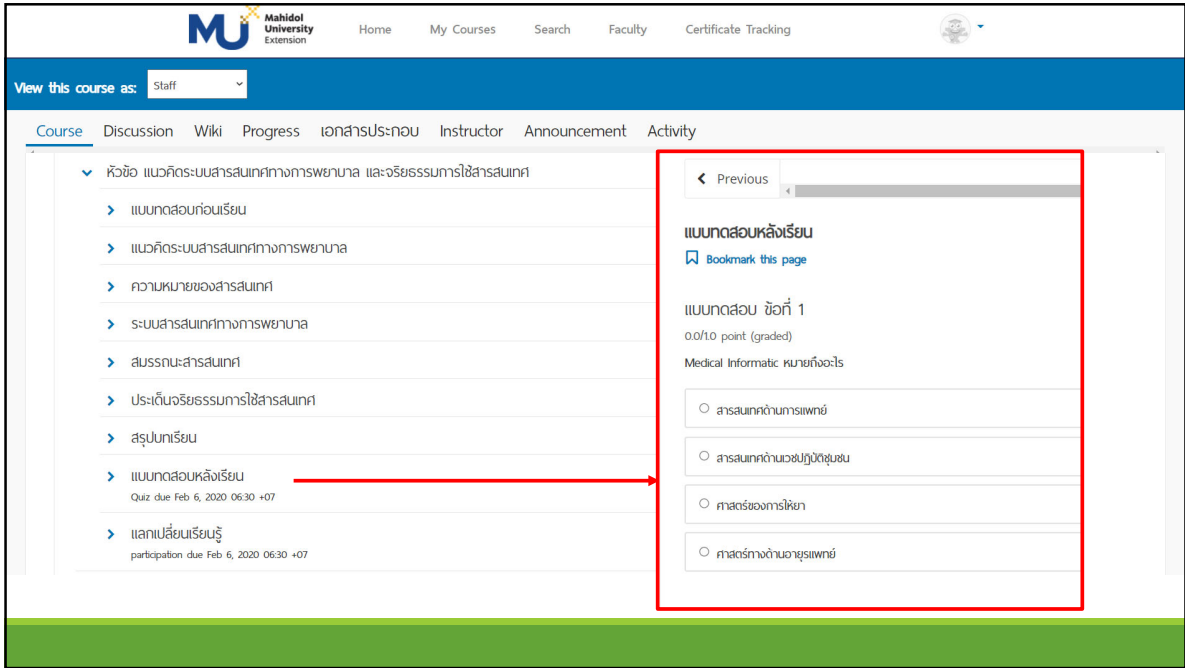 Mahidol
University
Extension
MU
Home My Courses Search Faculty Certificate Tracking
View this course as: Staff
Course Discussion Wiki Progress เอกสารประกอบ Instructor Announcement Activity
หัวข้อ แนวคิดระบบสารสนเทศทางการพยาบาล และจริยธรรมการใช้สารสนเทศ
แบบทดสอบก่อนเรียน
แนวคิดระบบสารสนเทศทางการพยาบาล
ความหมายของสารสนเทศ
ระบบสารสนเทศทางการพยาบาล
สมรรถนะสารสนเทศ
ประเด็นจริยธรรมการใช้สารสนเทศ
สรุปบทเรียน
แบบทดสอบหลังเรียน
Quiz due Feb 6, 2020 06:30 +07
แลกเปลี่ยนเรียนรู้
participation due Feb 6, 2020 06:30 +07
Previous
แบบทดสอบหลังเรียน
Bookmark this page
แบบทดสอบ ข้อที่ 1
0.0/1.0 point (graded)
Medical Informatic หมายถึงอะไร
สารสนเทศด้านการแพทย์
สารสนเทศด้านเวชปฏิบัติชุมชน
ศาสตร์ของการให้ยา
ศาสตร์ทางด้านอายุรแพทย์